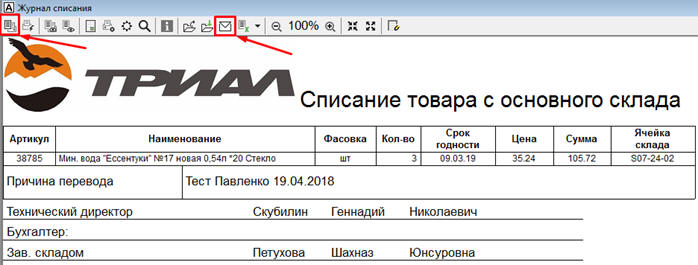 Журнал списания
100%
ТРИАЛ
Списание товара с основного склада
Артикул Наименование Фасовка Кол-во Срок годности Цена Сумма Ячейка склада
38785 Мин. вода "Ессентуки" №17 новая 0,54л *20 Стекло шт 3 09.03.19 35.24 105.72 S07-24-02
Причина перевода Тест Павленко 19.04.2018
Технический директор Скубилин Геннадий Николаевич
Бухгалтер:
Зав. складом Петухова Шахназ Юнсуровна